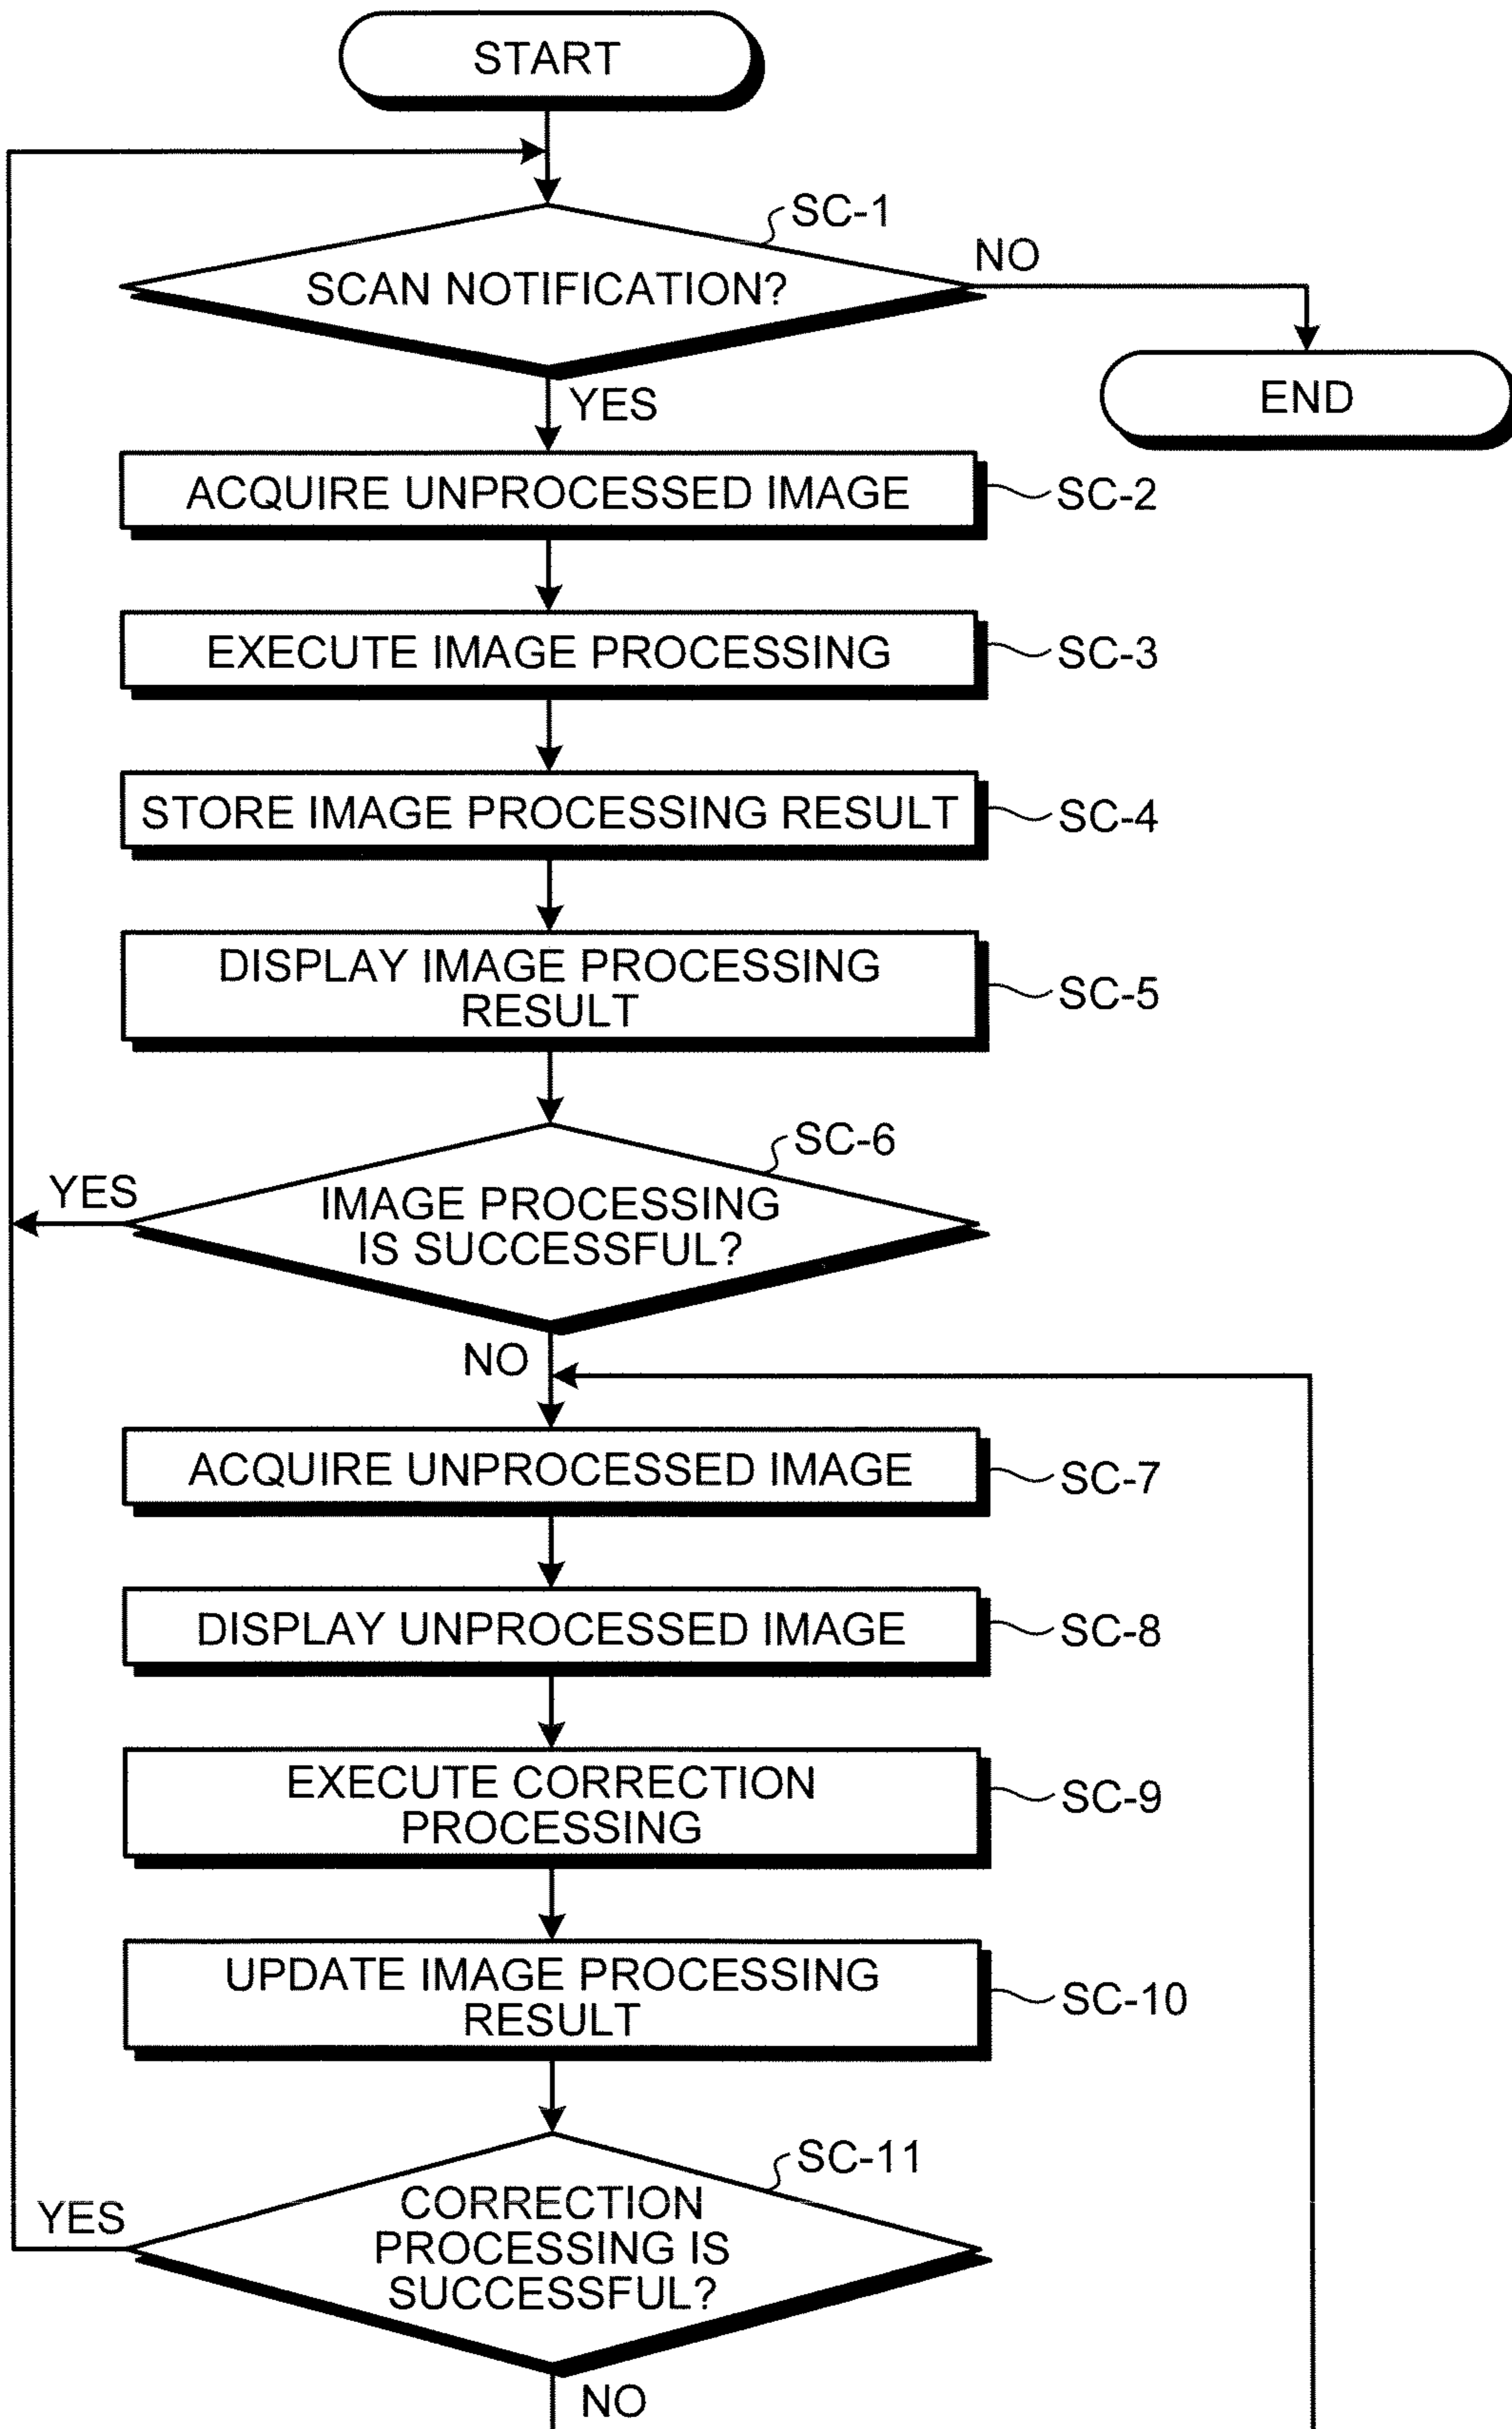 START
SC-1
SCAN NOTIFICATION?
NO
END
YES
ACQUIRE UNPROCESSED IMAGE
SC-2
EXECUTE IMAGE PROCESSING
SC-3
STORE IMAGE PROCESSING RESULT
SC-4
DISPLAY IMAGE PROCESSING
RESULT
SC-5
SC-6
YES
IMAGE PROCESSING
IS SUCCESSFUL?
NO
ACQUIRE UNPROCESSED IMAGE
SC-7
DISPLAY UNPROCESSED IMAGE
SC-8
EXECUTE CORRECTION
PROCESSING
SC-9
UPDATE IMAGE PROCESSING
RESULT
SC-10
SC-11
YES
CORRECTION
PROCESSING IS
SUCCESSFUL?
NO